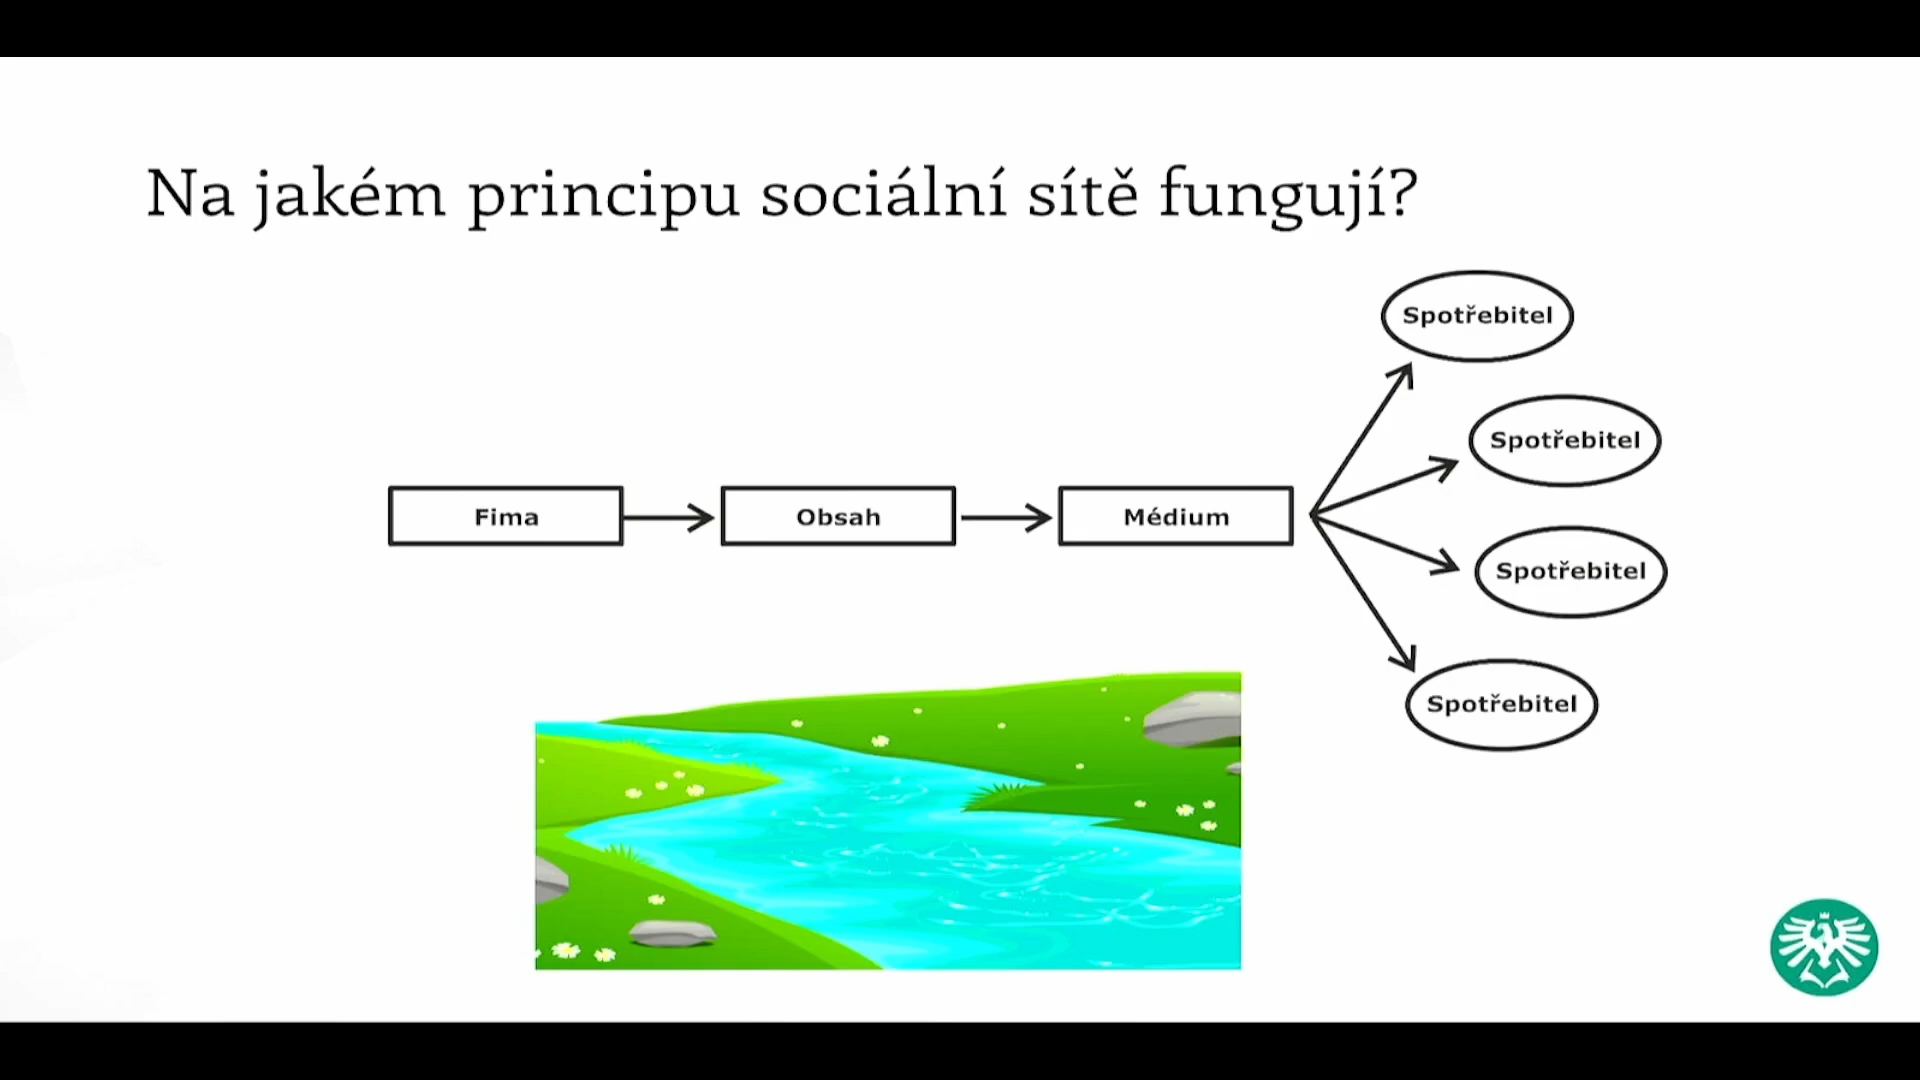 Na jakém principu sociální sítě fungují?
Spotřebitel
Spotřebitel
Fima
Obsah
Médium
Spotřebitel
Spotřebitel